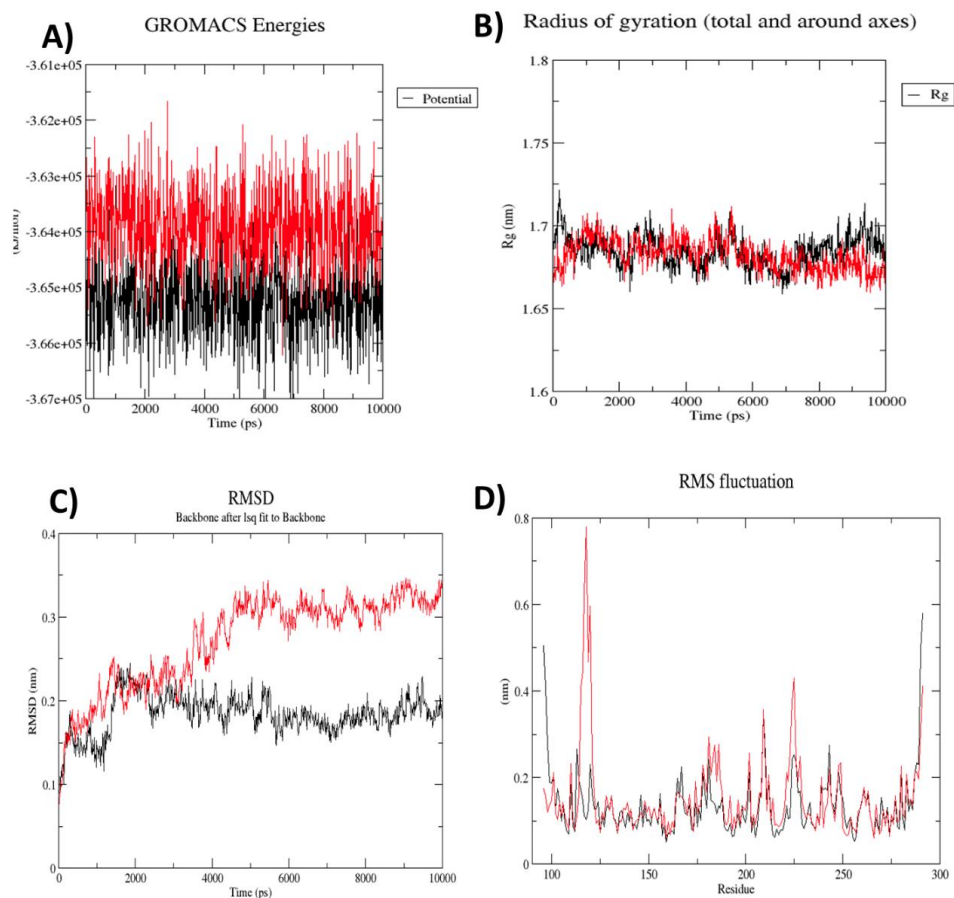 A)
GROMACS Energies
-3.61e+05
-3.62e+05
-3.63e+05
-3.64e+05
-3.65e+05
-3.66e+05
-3.67e+05
0 2000 4000 6000 8000 10000
Time (ps)
Potential
B)
Radius of gyration (total and around axes)
Rg (nm)
1.8
1.75
1.7
1.65
1.6
0 2000 4000 6000 8000 10000
Time (ps)
Rg
C)
RMSD
Backbone after lsq fit to Backbone
RMSD (nm)
0.4
0.3
0.2
0.1
0
0 2000 4000 6000 8000 10000
Time (ps)
D)
RMS fluctuation
(nm)
0.8
0.6
0.4
0.2
0
100 150 200 250 300
Residue